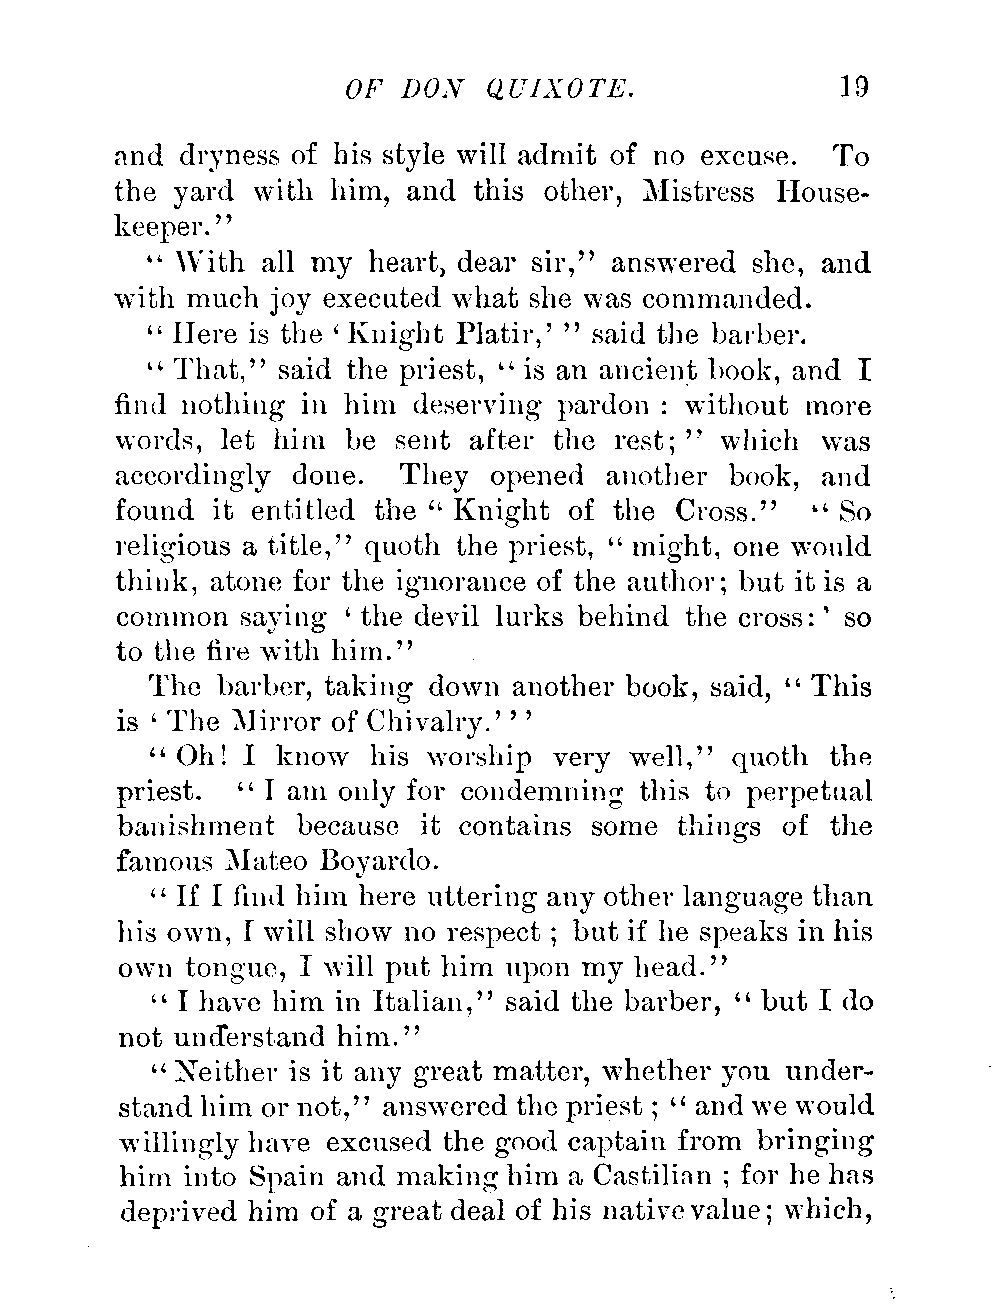 OF DON QUIXOTE. 19
and dryness of his style will admit of no excuse. To
the yard with him, and this other, Mistress House-
keeper.”
“ With all my heart, dear sir,” answered she, and
with much joy executed what she was commanded.
“ Here is the ‘ Knight Platir,’ ” said the barber.
“ That,” said the priest, “ is an ancient book, and I
find nothing in him deserving pardon : without more
words, let him be sent after the rest; ” which was
accordingly done. They opened another book, and
found it entitled the “ Knight of the Cross.” “ So
religious a title,” quoth the priest, “ might, one would
think, atone for the ignorance of the author; but it is a
common saying ‘ the devil lurks behind the cross: ’ so
to the fire with him.”
The barber, taking down another book, said, “ This
is ‘ The Mirror of Chivalry.’ ’ ’
“ Oh! I know his worship very well,” quoth the
priest. “ I am only for condemning this to perpetual
banishment because it contains some things of the
famous Mateo Boyardo.
“ If I find him here uttering any other language than
his own, I will show no respect ; but if he speaks in his
own tongue, I will put him upon my head.”
“ I have him in Italian,” said the barber, “ but I do
not understand him.”
“ Neither is it any great matter, whether you under-
stand him or not,” answered the priest ; “ and we would
willingly have excused the good captain from bringing
him into Spain and making him a Castilian ; for he has
deprived him of a great deal of his native value; which,